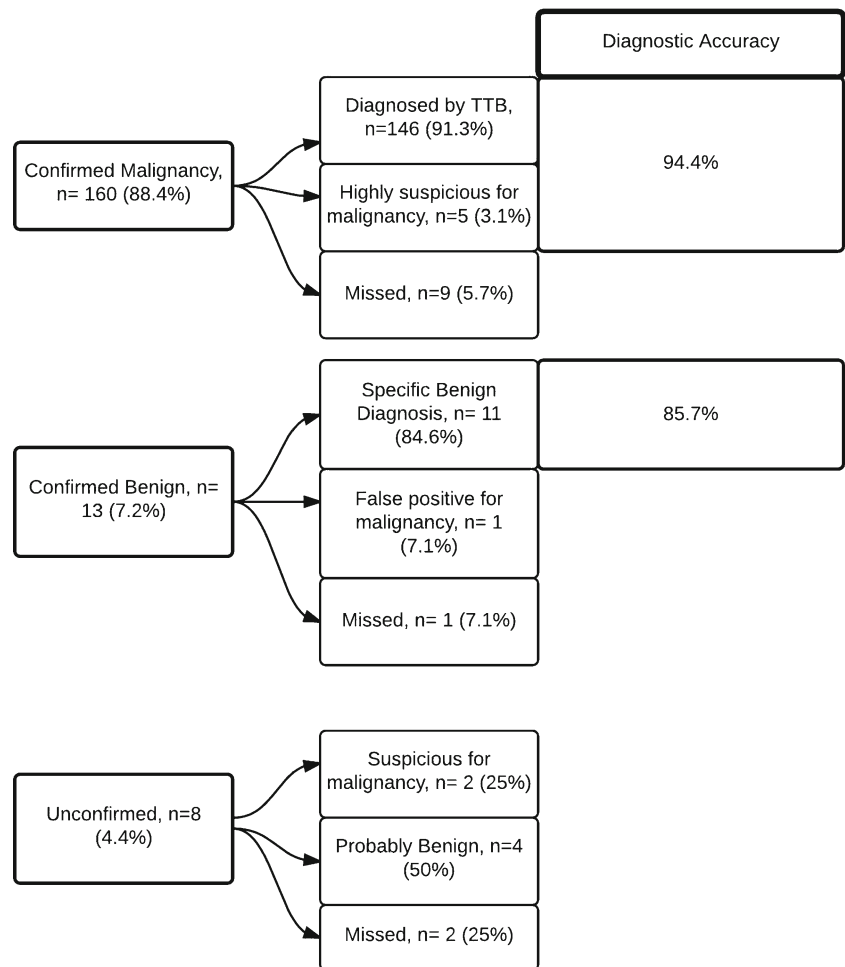 Diagnostic Accuracy
Confirmed Malignancy,
n= 160 (88.4%)
Diagnosed by TTB,
n=146 (91.3%)
Highly suspicious for
malignancy, n=5 (3.1%)
Missed, n=9 (5.7%)
94.4%
Confirmed Benign, n=
13 (7.2%)
Specific Benign
Diagnosis, n= 11
(84.6%)
False positive for
malignancy, n= 1
(7.1%)
Missed, n= 1 (7.1%)
85.7%
Unconfirmed, n=8
(4.4%)
Suspicious for
malignancy, n= 2 (25%)
Probably Benign, n=4
(50%)
Missed, n= 2 (25%)